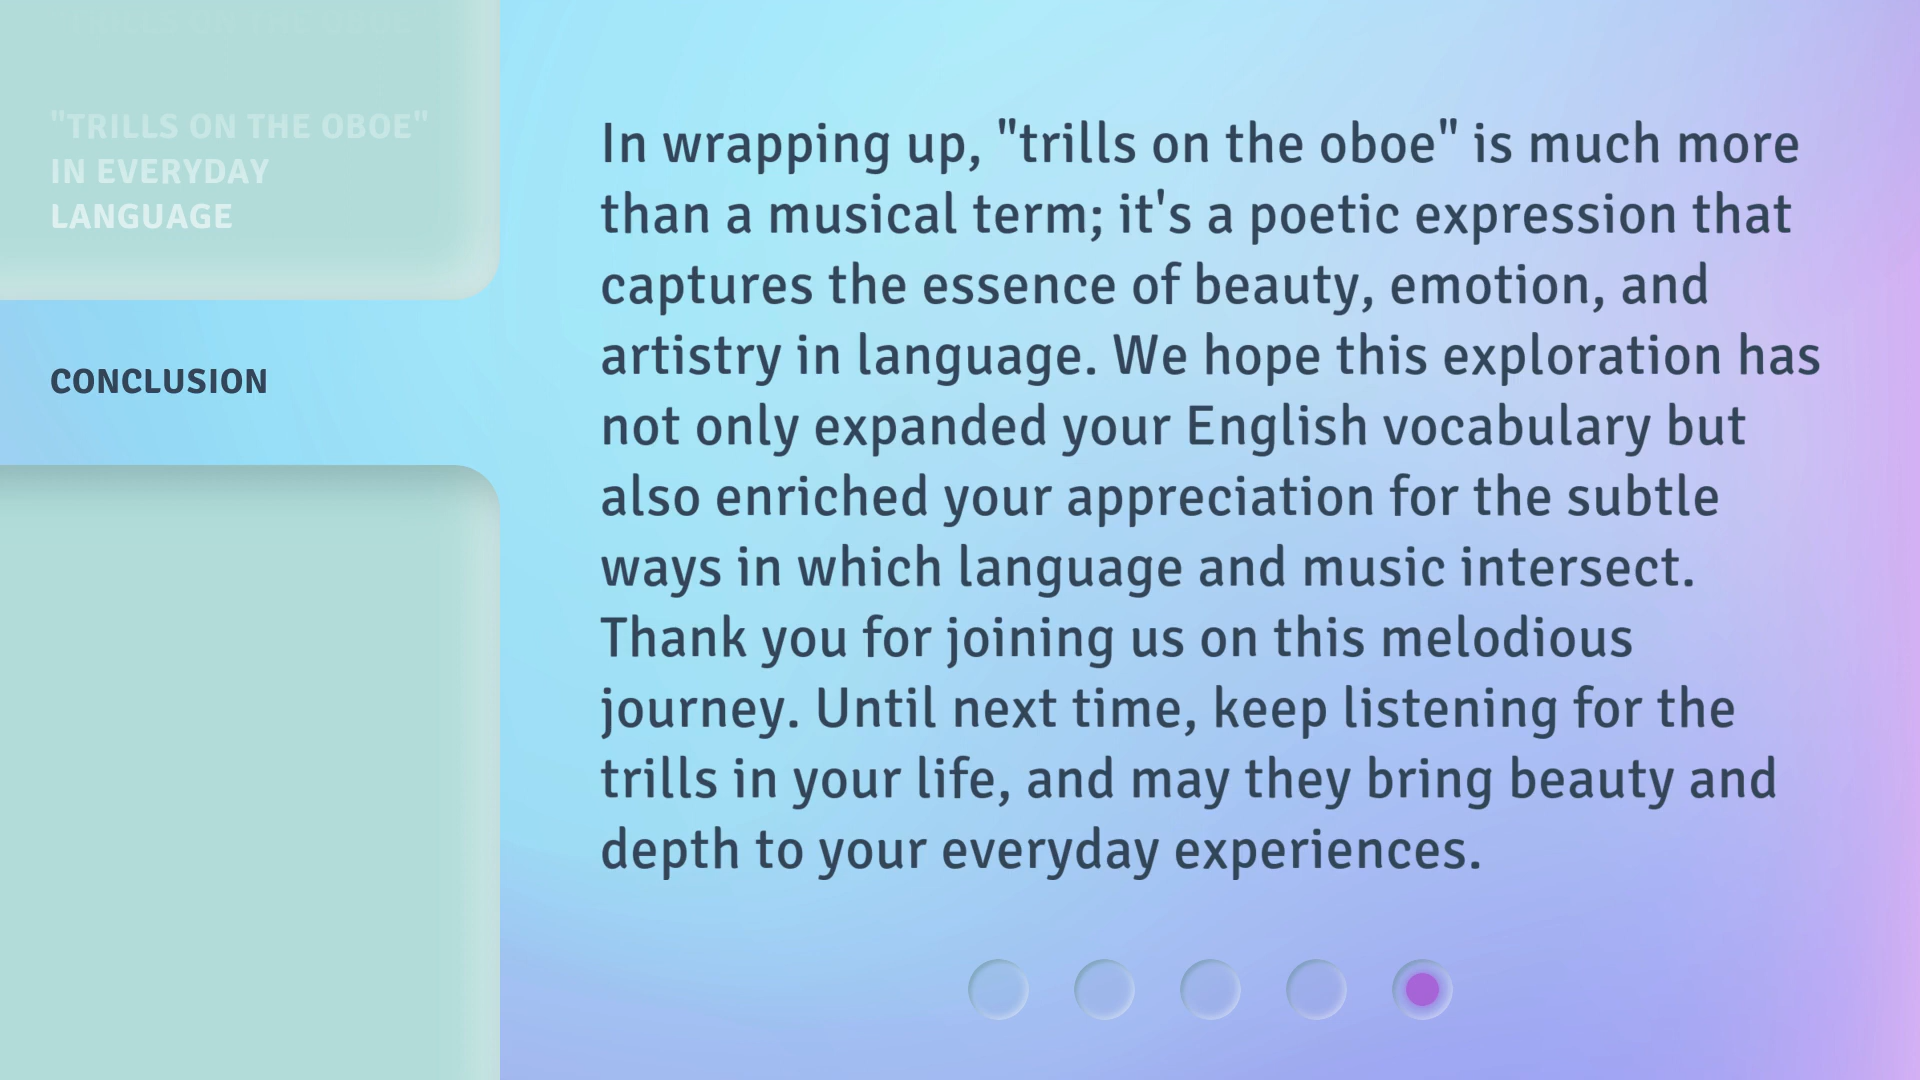 "TRILLS ON THE OBOE"
IN EVERYDAY
LANGUAGE
CONCLUSION
In wrapping up, "trills on the oboe" is much more
than a musical term; it's a poetic expression that
captures the essence of beauty, emotion, and
artistry in language. We hope this exploration has
not only expanded your English vocabulary but
also enriched your appreciation for the subtle
ways in which language and music intersect.
Thank you for joining us on this melodious
journey. Until next time, keep listening for the
trills in your life, and may they bring beauty and
depth to your everyday experiences.